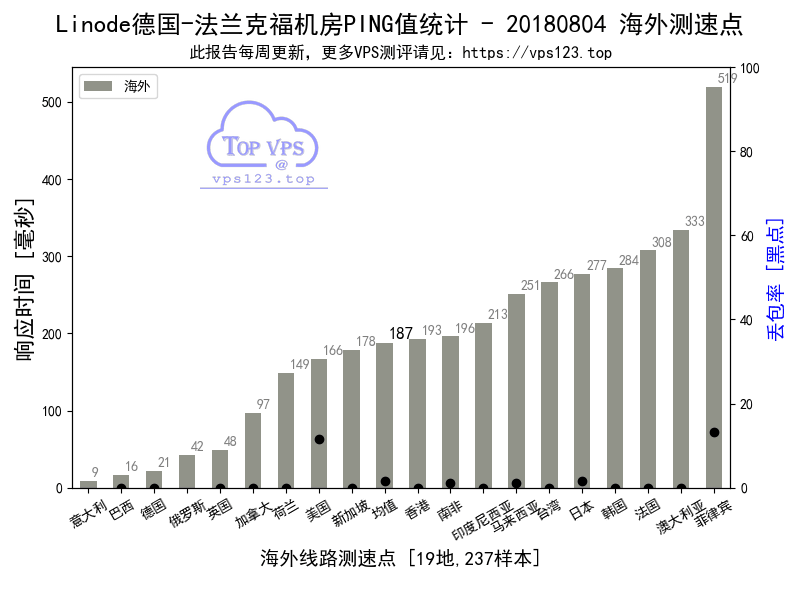 Linode德国-法兰克福机房PING值统计 - 20180804 海外测速点
此报告每周更新，更多VPS测评请见：https://vps123.top
海外
TOP VPS
@
vps123.top
响应时间 [毫秒]
500
400
300
200
100
0
9
16
21
42
48
97
149
166
178
187
193
196
213
251
266
277
284
308
333
519
100
80
60
40
20
0
丢包率 [黑点]
意大利
巴西
德国
俄罗斯
英国
加拿大
荷兰
美国
新加坡
均值
香港
南非
印度尼西亚
马来西亚
台湾
日本
韩国
法国
澳大利亚
菲律宾
海外线路测速点 [19地,237样本]